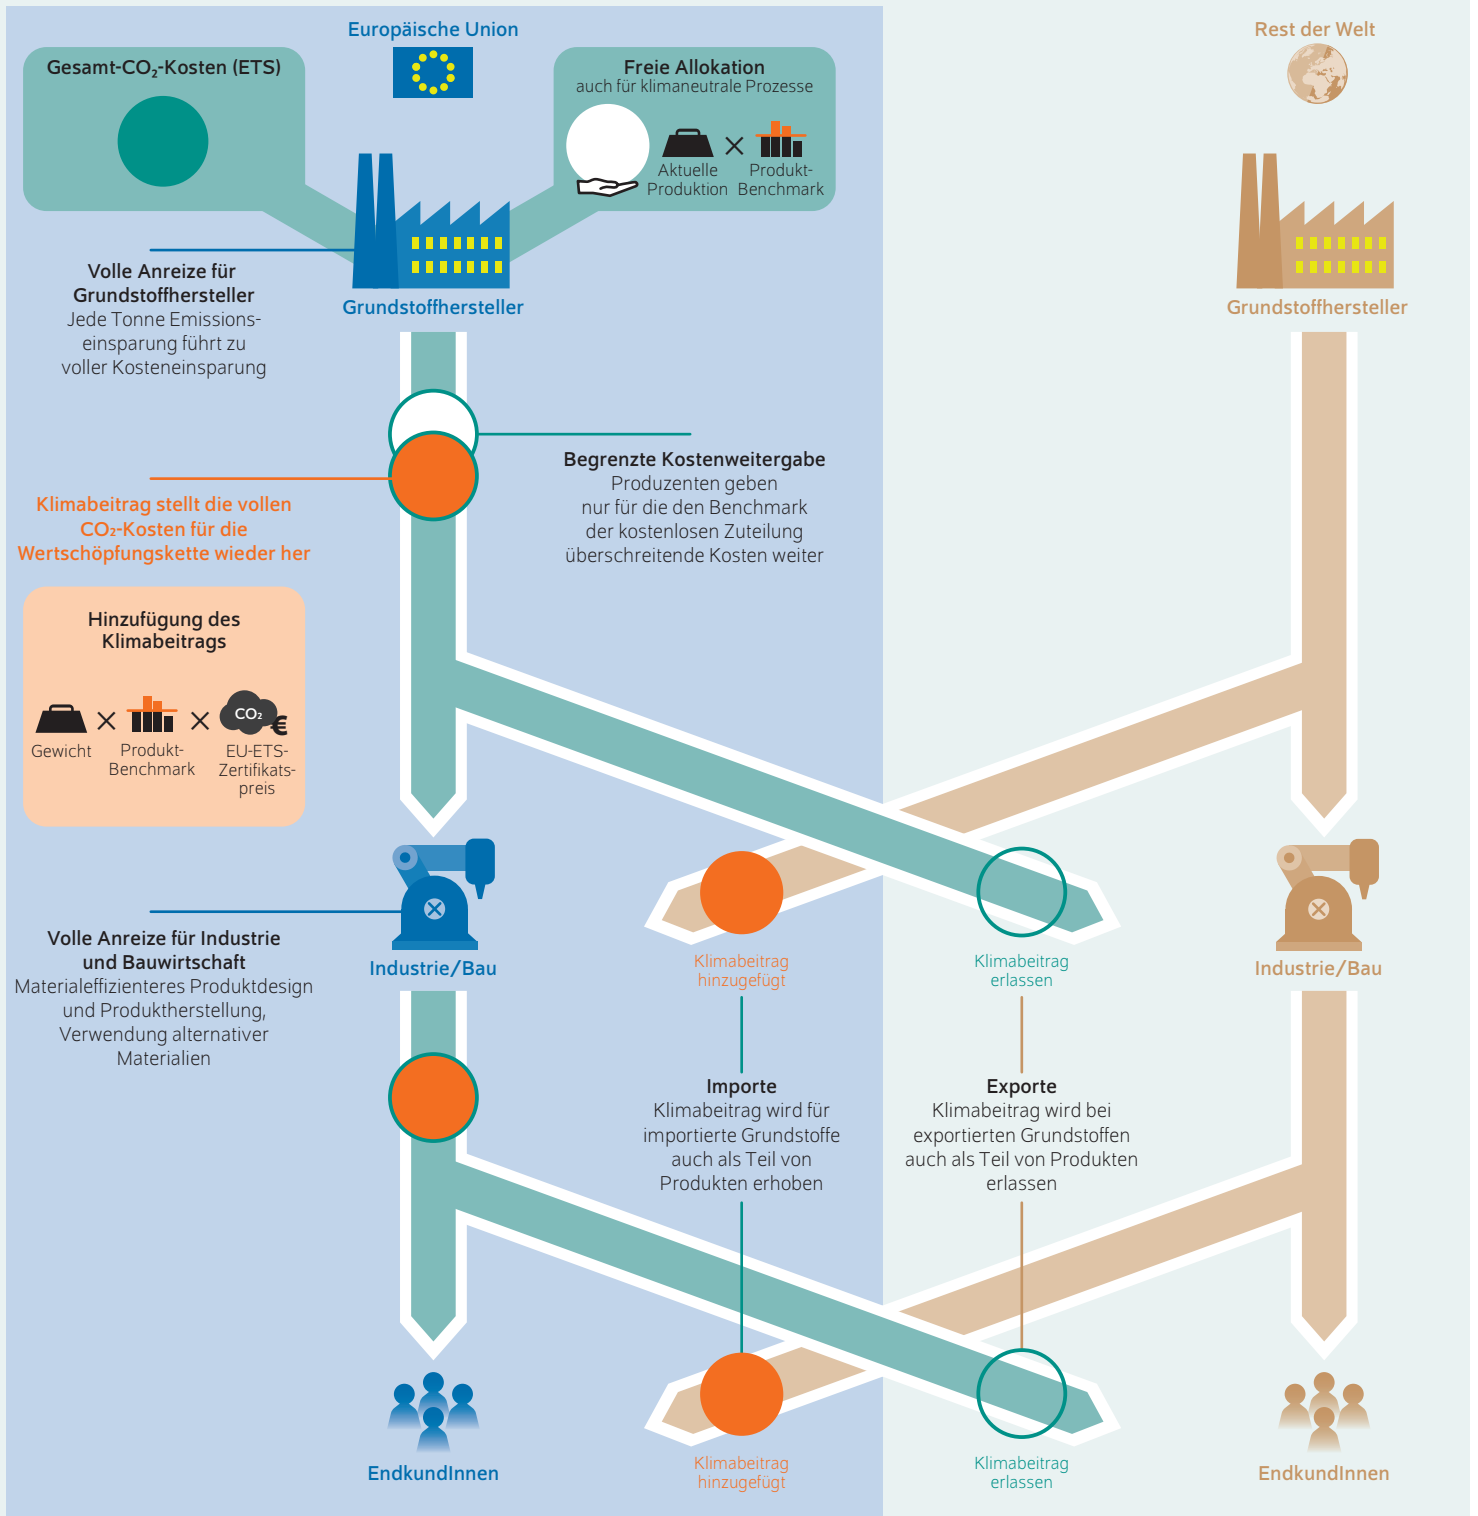 Europäische Union
Rest der Welt
Gesamt-CO₂-Kosten (ETS)
Freie Allokation
auch für klimaneutrale Prozesse
Aktuelle
Produktion
Produkt-
Benchmark
Volle Anreize für
Grundstoffhersteller
Jede Tonne Emissions-
einsparung führt zu
voller Kosteneinsparung
Grundstoffhersteller
Grundstoffhersteller
Begrenzte Kostenweitergabe
Produzenten geben
nur für die den Benchmark
der kostenlosen Zuteilung
überschreitende Kosten weiter
Klimabeitrag stellt die vollen
CO₂-Kosten für die
Wertschöpfungskette wieder her
Hinzufügung des
Klimabeitrags
CO₂
€
Gewicht
Produkt-
Benchmark
EU-ETS-
Zertifikats-
preis
Volle Anreize für Industrie
und Bauwirtschaft
Materialeffizienteres Produktdesign
und Produktherstellung,
Verwendung alternativer
Materialien
Industrie/Bau
Klimabeitrag
hinzugefügt
Klimabeitrag
erlassen
Industrie/Bau
Importe
Klimabeitrag wird für
importierte Grundstoffe
auch als Teil von
Produkten erhoben
Exporte
Klimabeitrag wird bei
exportierten Grundstoffen
auch als Teil von Produkten
erlassen
EndkundInnen
Klimabeitrag
hinzugefügt
Klimabeitrag
erlassen
EndkundInnen